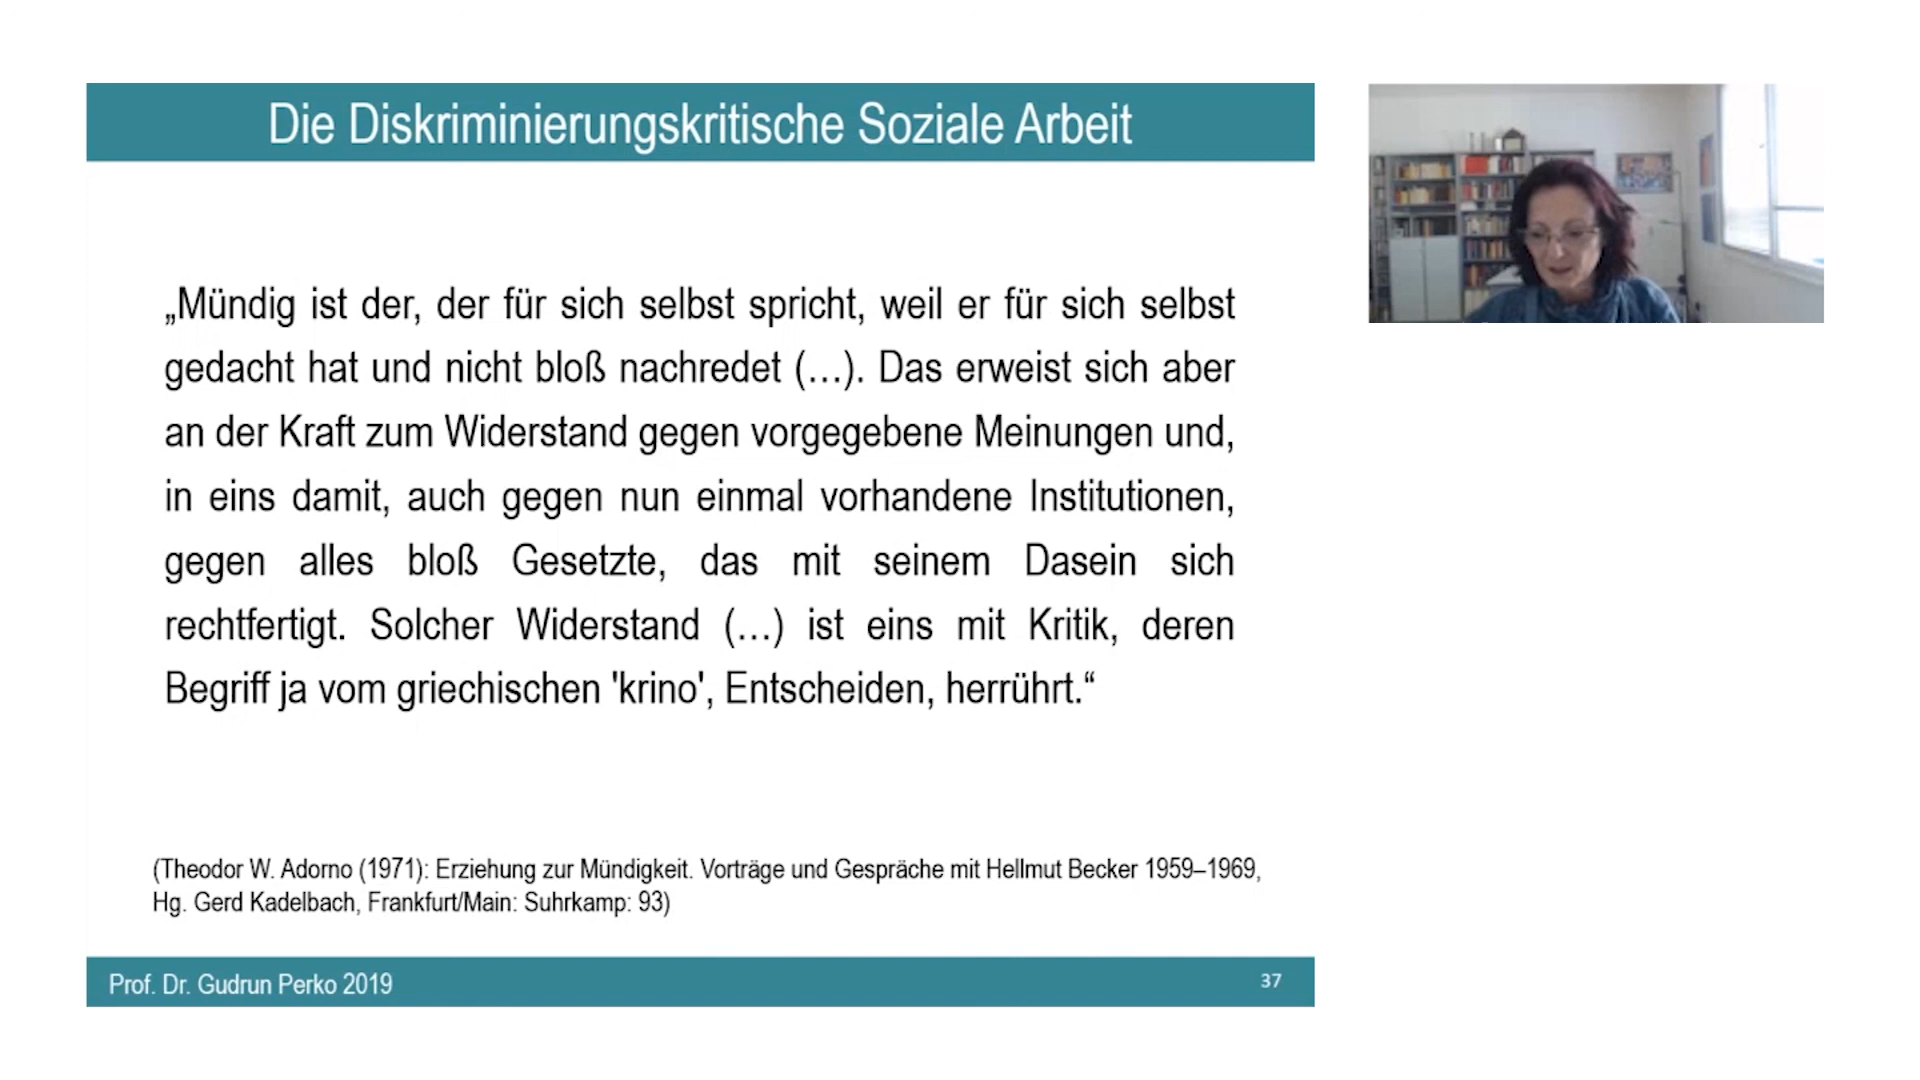 Die Diskriminierungskritische Soziale Arbeit
„Mündig ist der, der für sich selbst spricht, weil er für sich selbst
gedacht hat und nicht bloß nachredet (…). Das erweist sich aber
an der Kraft zum Widerstand gegen vorgegebene Meinungen und,
in eins damit, auch gegen nun einmal vorhandene Institutionen,
gegen alles bloß Gesetzte, das mit seinem Dasein sich
rechtfertigt. Solcher Widerstand (…) ist eins mit Kritik, deren
Begriff ja vom griechischen 'krino', Entscheiden, herrührt.“
(Theodor W. Adorno (1971): Erziehung zur Mündigkeit. Vorträge und Gespräche mit Hellmut Becker 1959–1969,
Hg. Gerd Kadelbach, Frankfurt/Main: Suhrkamp: 93)
Prof. Dr. Gudrun Perko 2019
37